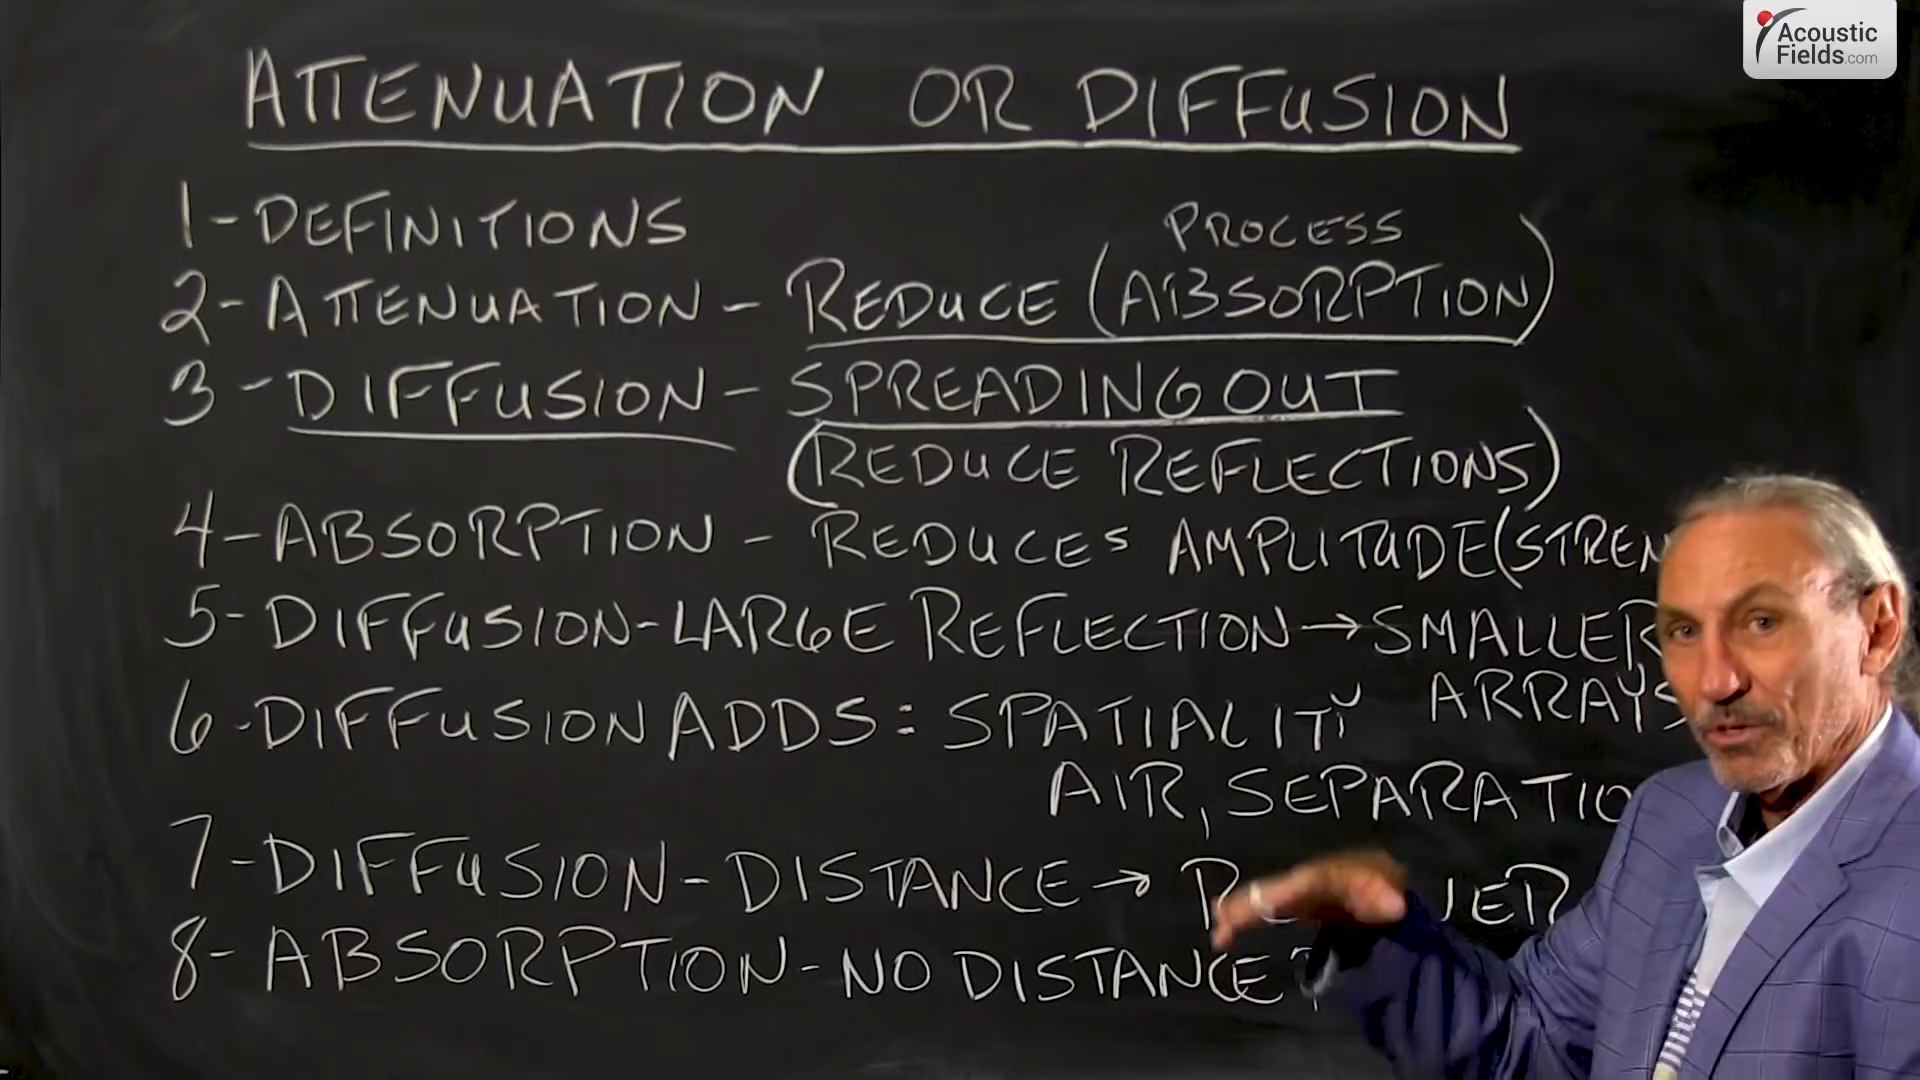 Acoustic
Fields.com
ATTENUATION OR DIFFUSION
1-DEFINITIONS
PROCESS
2-ATTENUATION - REDUCE (ABSORPTION)
3-DIFFUSION - SPREADING OUT
(REDUCE REFLECTIONS)
4-ABSORPTION - REDUCES AMPLITUDE (STREN
5-DIFFUSION-LARGE REFLECTION → SMALLER
ARRAYS
6-DIFFUSION ADDS: SPATIALITY
AIR, SEPARATIO
7-DIFFUSION-DISTANCE →
8-ABSORPTION-NO DISTANCE